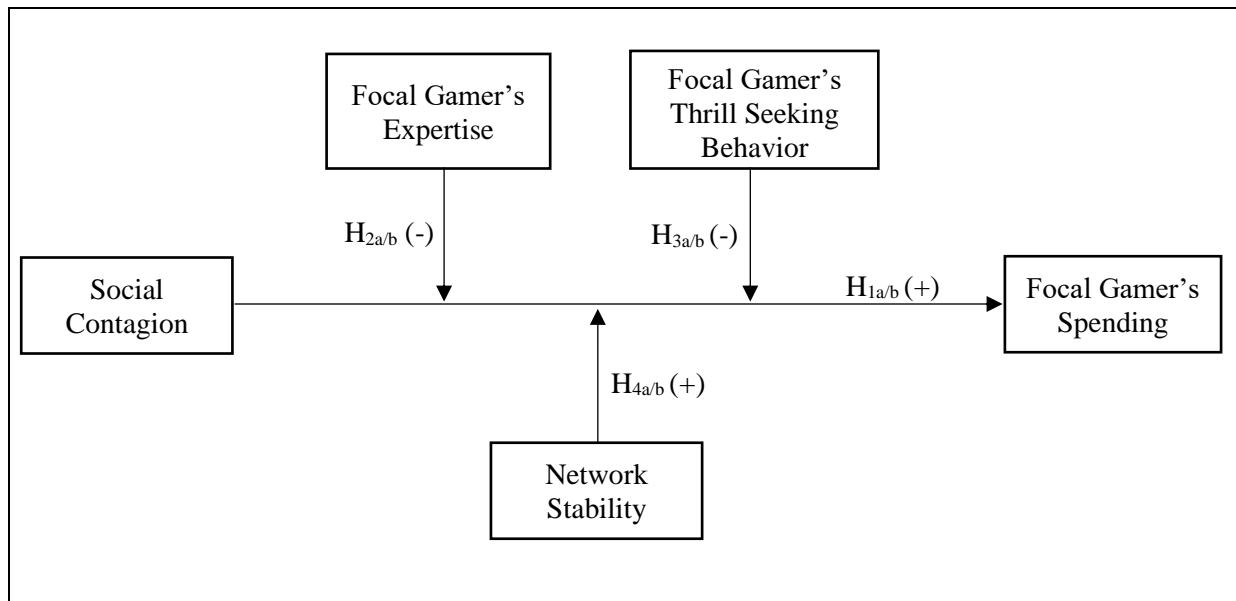 Focal Gamer’s
Expertise
Focal Gamer’s
Thrill Seeking
Behavior
H2a/b (-)
H3a/b (-)
Social
Contagion
H1a/b (+)
Focal Gamer’s
Spending
H4a/b (+)
Network
Stability